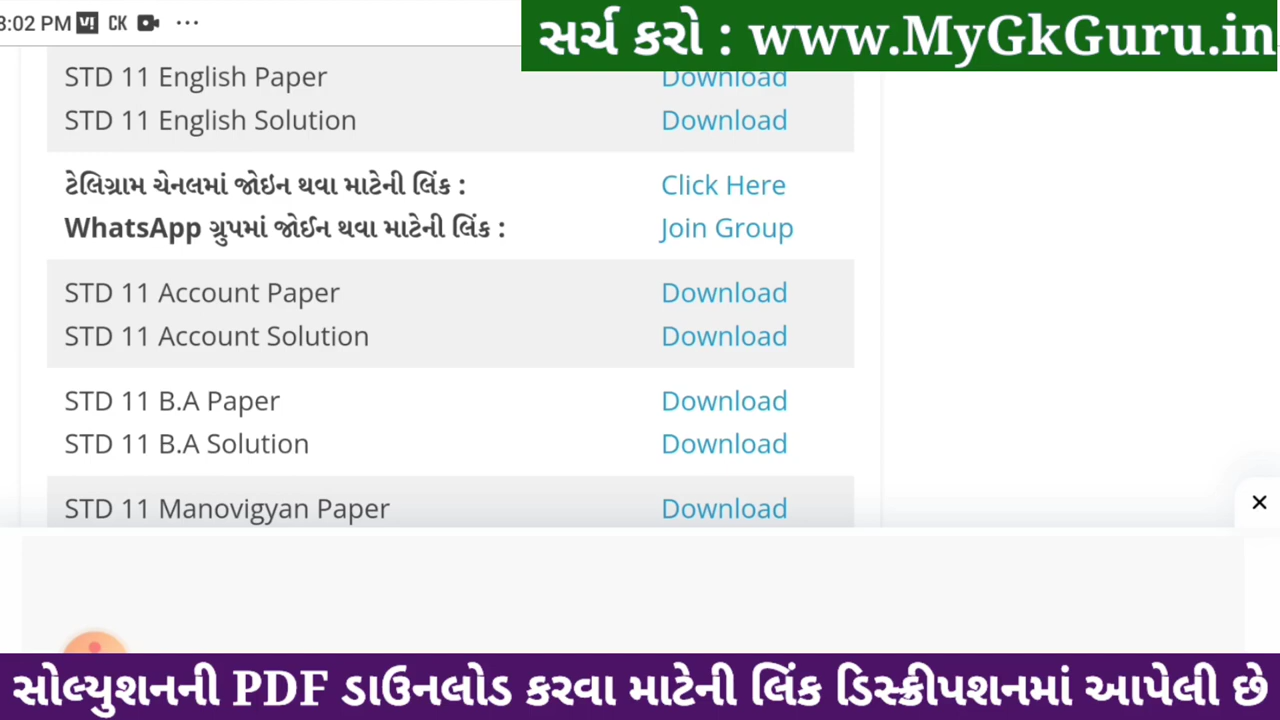 8:02 PM VI CK ...
સર્ચ કરો : www.MyGkGuru.in
STD 11 English Paper Download
STD 11 English Solution Download
ટેલિગ્રામ ચેનલમાં જોઇન થવા માટેની લિંક : Click Here
WhatsApp ગ્રુપમાં જોઈન થવા માટેની લિંક : Join Group
STD 11 Account Paper Download
STD 11 Account Solution Download
STD 11 B.A Paper Download
STD 11 B.A Solution Download
STD 11 Manovigyan Paper Download
સોલ્યુશનની PDF ડાઉનલોડ કરવા માટેની લિંક ડિસ્ક્રીપશનમાં આપેલી છે